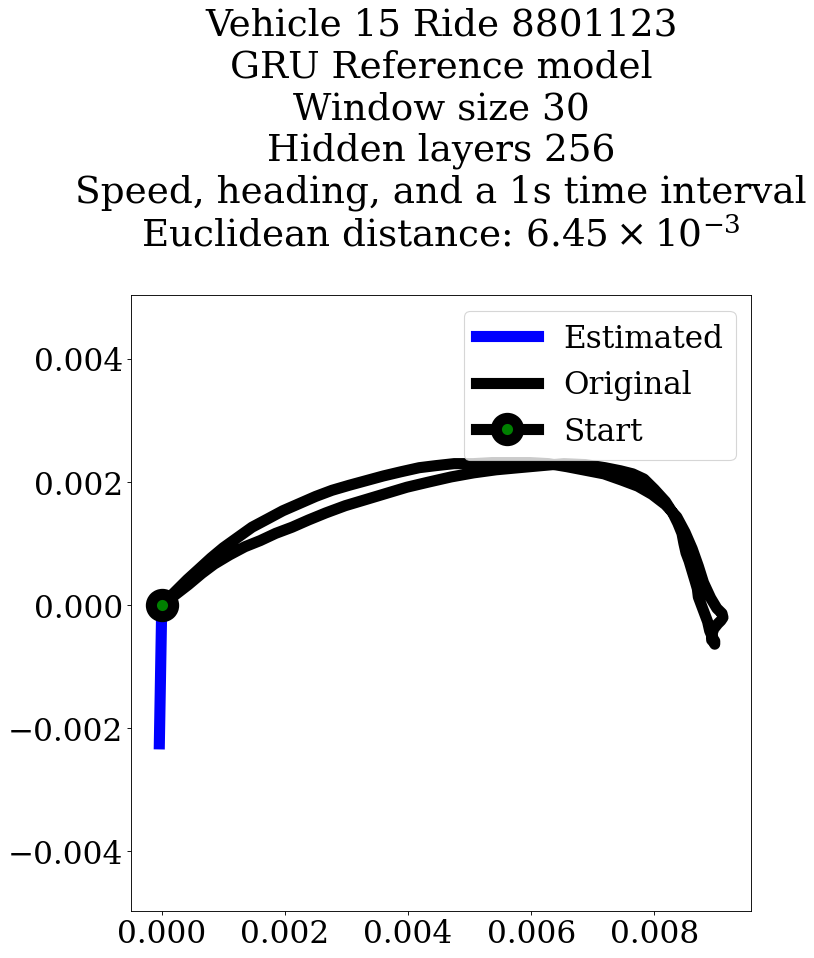 Vehicle 15 Ride 8801123
GRU Reference model
Window size 30
Hidden layers 256
Speed, heading, and a 1s time interval
Euclidean distance: 6.45 × 10⁻³
Estimated
Original
Start
0.004
0.002
0.000
−0.002
−0.004
0.000 0.002 0.004 0.006 0.008